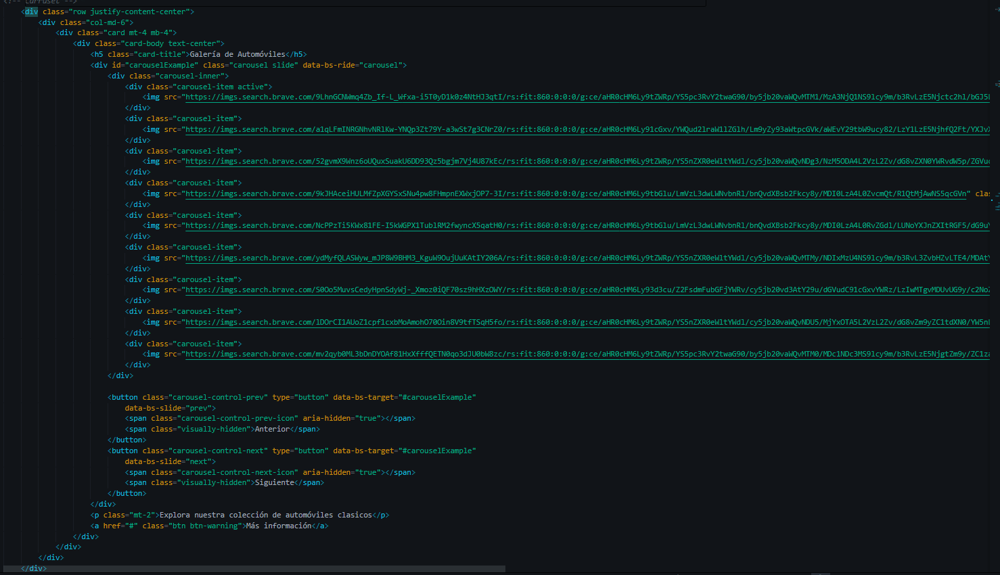 <!-- Carrusel -->
<div class="row justify-content-center">
<div class="col-md-6">
<div class="card mt-4 mb-4">
<div class="card-body text-center">
<h5 class="card-title">Galería de Automóviles</h5>
<div id="carouselExample" class="carousel slide" data-bs-ride="carousel">
<div class="carousel-inner">
<div class="carousel-item active">
<img src="https://imgs.search.brave.com/9LhnGCNWmq4Zb_If-L_Wfxa-i5T0yD1k0z4NtHJ3qtI/rs:fit:860:0:0:0/g:ce/aHR0cHM6Ly9tZWRp/YS5pc3RvY2twaG90/by5jb20vaWQvMTM1/MzA3NjQ1NS9lcy9m/b3RvLzE5Njctc2hl/bGJ5L
</div>
<div class="carousel-item">
<img src="https://imgs.search.brave.com/a1qLFmINRGNhvNRlKw-YNQp3Zt79Y-a3wSt7g3CNrZ0/rs:fit:860:0:0:0/g:ce/aHR0cHM6Ly91cGxv/YWQud2lraW1lZGlh/Lm9yZy93aWtpcGVk/aWEvY29tbW9ucy82/LzY1LzE5NjhfQ2Ft/YXJvX
</div>
<div class="carousel-item">
<img src="https://imgs.search.brave.com/52gvmX9Wnz6oUQuxSuakU6DD93Qz5bgjm7Vj4U87kEc/rs:fit:860:0:0:0/g:ce/aHR0cHM6Ly9tZWRp/YS5nZXR0eWltYWdl/cy5jb20vaWQvNDg3/NzM5ODA4L2VzL2Zv/dG8vZXN0YWRvdW5p/ZGVuc
</div>
<div class="carousel-item">
<img src="https://imgs.search.brave.com/9kJHAceiHULMfZpXGYSxSNu4pw8FHmpnEXWxjOP7-3I/rs:fit:860:0:0:0/g:ce/aHR0cHM6Ly9tbGlu/LmVzL3dwLWNvbnRl/bnQvdXBsb2Fkcy8y/MDI0LzA4L0ZvcmQt/R1QtMjAwNS5qcGVn" clas
</div>
<div class="carousel-item">
<img src="https://imgs.search.brave.com/NcPPzTi5KWx81FE-I5kWGPX1TublRM2fwyncX5qatH0/rs:fit:860:0:0:0/g:ce/aHR0cHM6Ly9tbGlu/LmVzL3dwLWNvbnRl/bnQvdXBsb2Fkcy8y/MDI0LzA4L0RvZGdl/LUNoYXJnZXItRGF5/dG9uY
</div>
<div class="carousel-item">
<img src="https://imgs.search.brave.com/ydMyfQLASWyw_mJP8W9BHM3_KguW9OujUuKAtIY206A/rs:fit:860:0:0:0/g:ce/aHR0cHM6Ly9tZWRp/YS5nZXR0eWltYWdl/cy5jb20vaWQvMTMy/NDIxMzU4NS9lcy9m/b3RvL3ZvbHZvLTE4/MDAtY
</div>
<div class="carousel-item">
<img src="https://imgs.search.brave.com/S0Oo5MuvsCedyHpnSdyWj-_Xmoz0iQF70sz9hHXzOWY/rs:fit:860:0:0:0/g:ce/aHR0cHM6Ly93d3cu/Z2FsdmFubGFjYWRv/cy5jb20vd3AtY29u/dGVudC91cGxvYWRz/LzIwMTgvMDUvUG9y/c2NoZ
</div>
<div class="carousel-item">
<img src="https://imgs.search.brave.com/lDOrCI1AUoZ1cpf1cxbMoAmohO70Oin8V9tfTSqH5fo/rs:fit:860:0:0:0/g:ce/aHR0cHM6Ly9tZWRp/YS5nZXR0eWltYWdl/cy5jb20vaWQvNDU5/MjYxOTA5L2VzL2Zv/dG8vZm9yZC1tdXN0/YW5nL
</div>
<div class="carousel-item">
<img src="https://imgs.search.brave.com/mv2qyb0ML3bDnDYOAf81HxXfffQETN0qo3dJU0bW8zc/rs:fit:860:0:0:0/g:ce/aHR0cHM6Ly9tZWRp/YS5pc3RvY2twaG90/by5jb20vaWQvMTM0/MDc1NDc3MS9lcy9m/b3RvLzE5NjgtZm9y/ZC1za
</div>
</div>
<button class="carousel-control-prev" type="button" data-bs-target="#carouselExample"
data-bs-slide="prev">
<span class="carousel-control-prev-icon" aria-hidden="true"></span>
<span class="visually-hidden">Anterior</span>
</button>
<button class="carousel-control-next" type="button" data-bs-target="#carouselExample"
data-bs-slide="next">
<span class="carousel-control-next-icon" aria-hidden="true"></span>
<span class="visually-hidden">Siguiente</span>
</button>
</div>
<p class="mt-2">Explora nuestra colección de automóviles clasicos</p>
<a href="#" class="btn btn-warning">Más información</a>
</div>
</div>
</div>
</div>